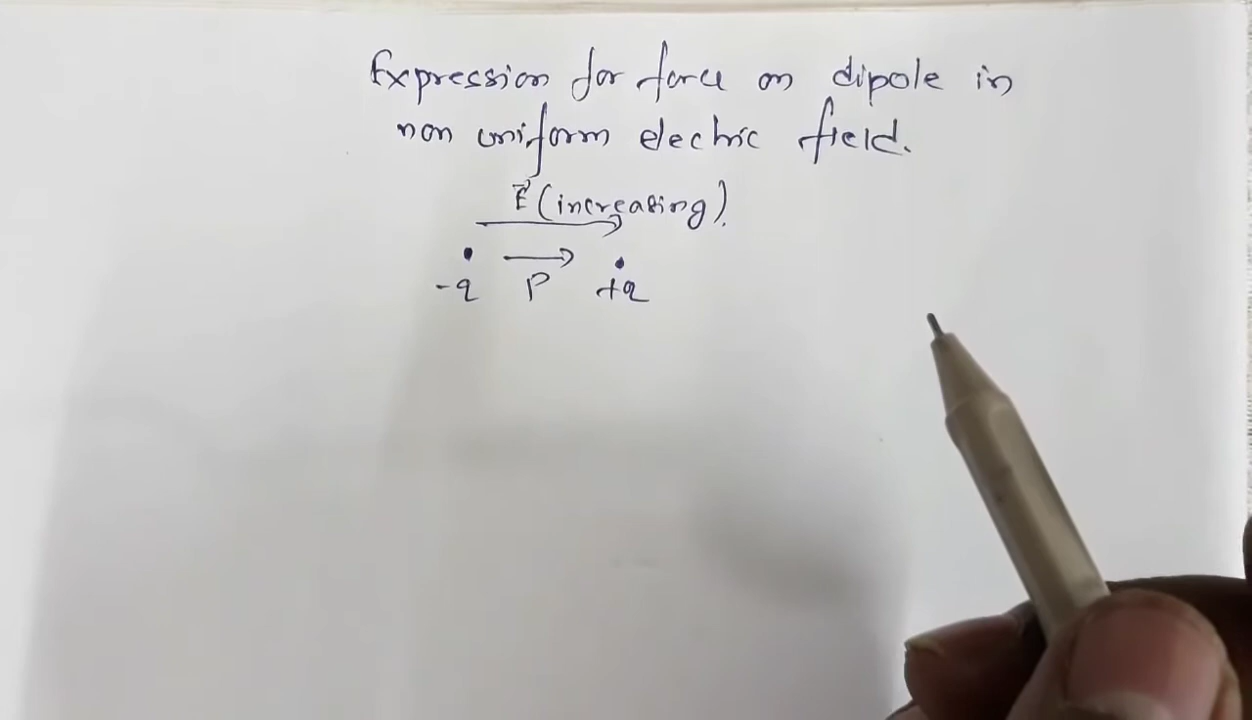 Expression for force on dipole in
non uniform electric field.
E⃗ (increasing).
-q P +q